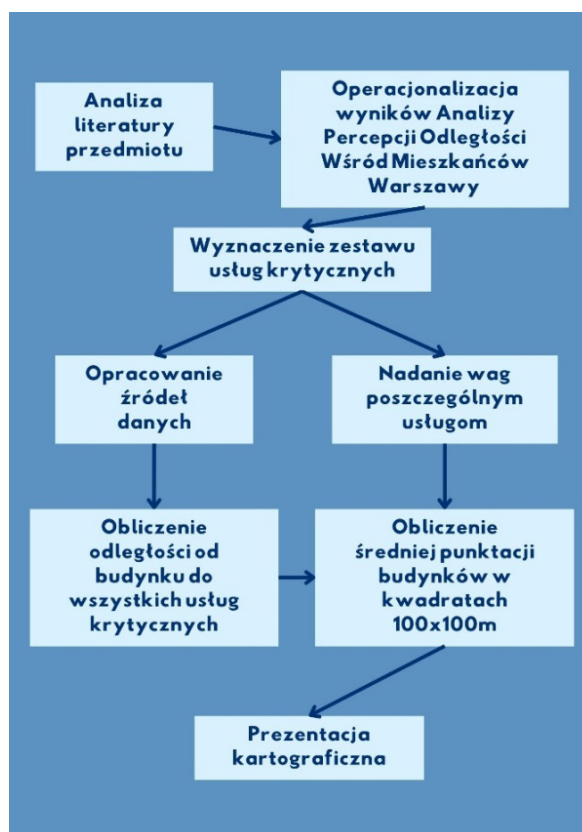 Analiza
literatury
przedmiotu
Operacjonalizacja
wyników Analizy
Percepcji Odległości
Wśród Mieszkańców
Warszawy
Wyznaczenie zestawu
usług krytycznych
Opracowanie
źródeł
danych
Nadanie wag
poszczególnym
usługom
Obliczenie
odległości od
budynku do
wszystkich usług
krytycznych
Obliczenie
średniej punktacji
budynków w
kwadratach
100x100m
Prezentacja
kartograficzna